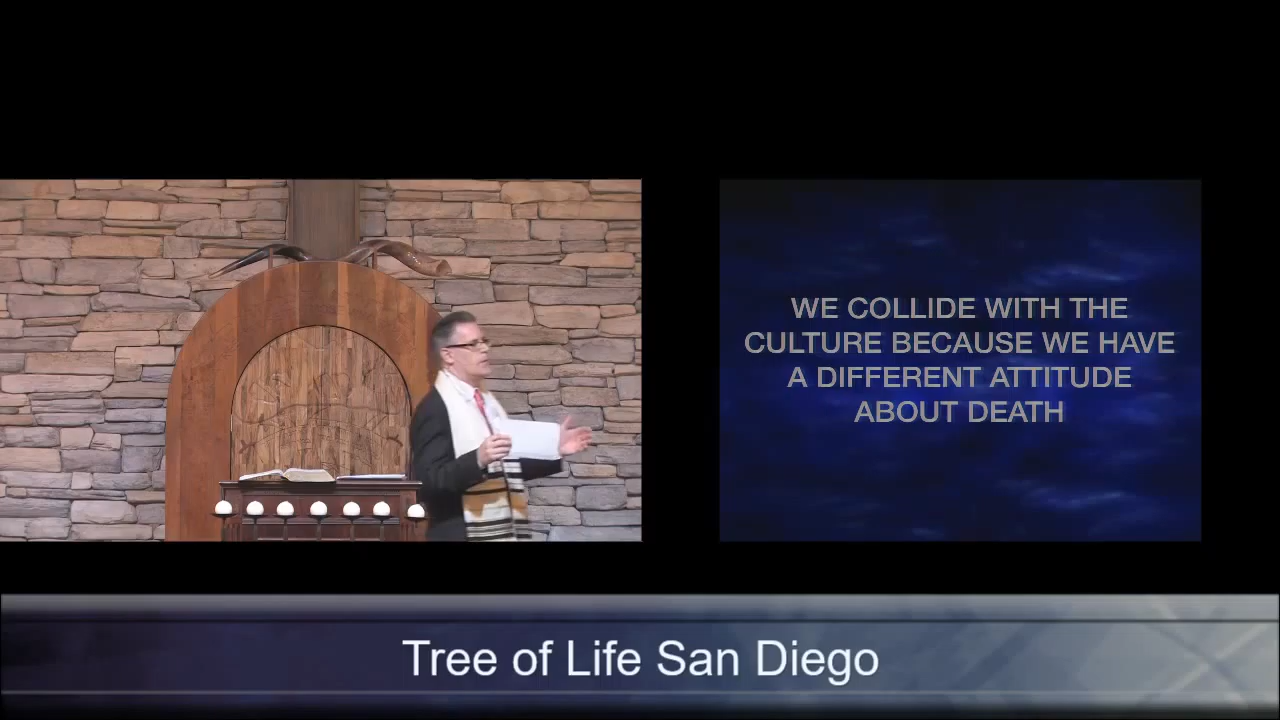 WE COLLIDE WITH THE
CULTURE BECAUSE WE HAVE
A DIFFERENT ATTITUDE
ABOUT DEATH
Tree of Life San Diego